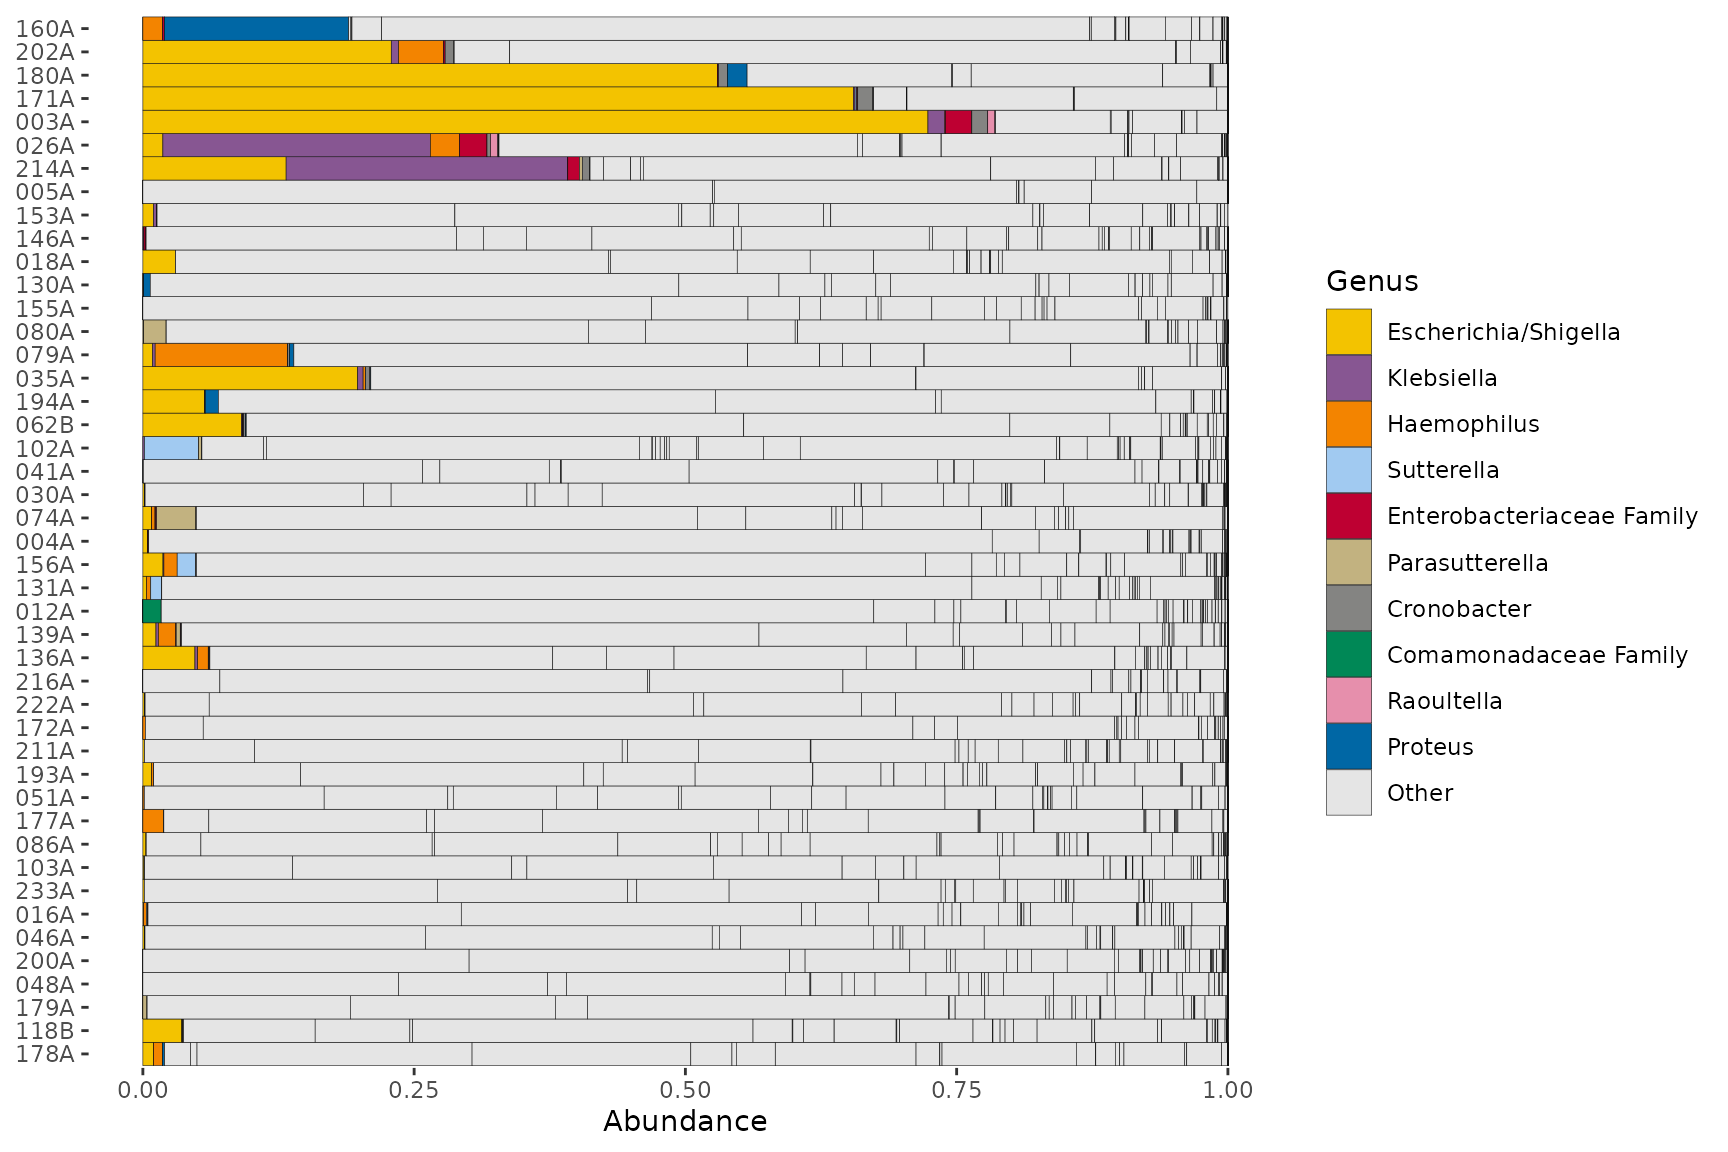 160A
202A
180A
171A
003A
026A
214A
005A
153A
146A
018A
130A
155A
080A
079A
035A
194A
062B
102A
041A
030A
074A
004A
156A
131A
012A
139A
136A
216A
222A
172A
211A
193A
051A
177A
086A
103A
233A
016A
046A
200A
048A
179A
118B
178A
0.00 0.25 0.50 0.75 1.00
Abundance
Genus
Escherichia/Shigella
Klebsiella
Haemophilus
Sutterella
Enterobacteriaceae Family
Parasutterella
Cronobacter
Comamonadaceae Family
Raoultella
Proteus
Other